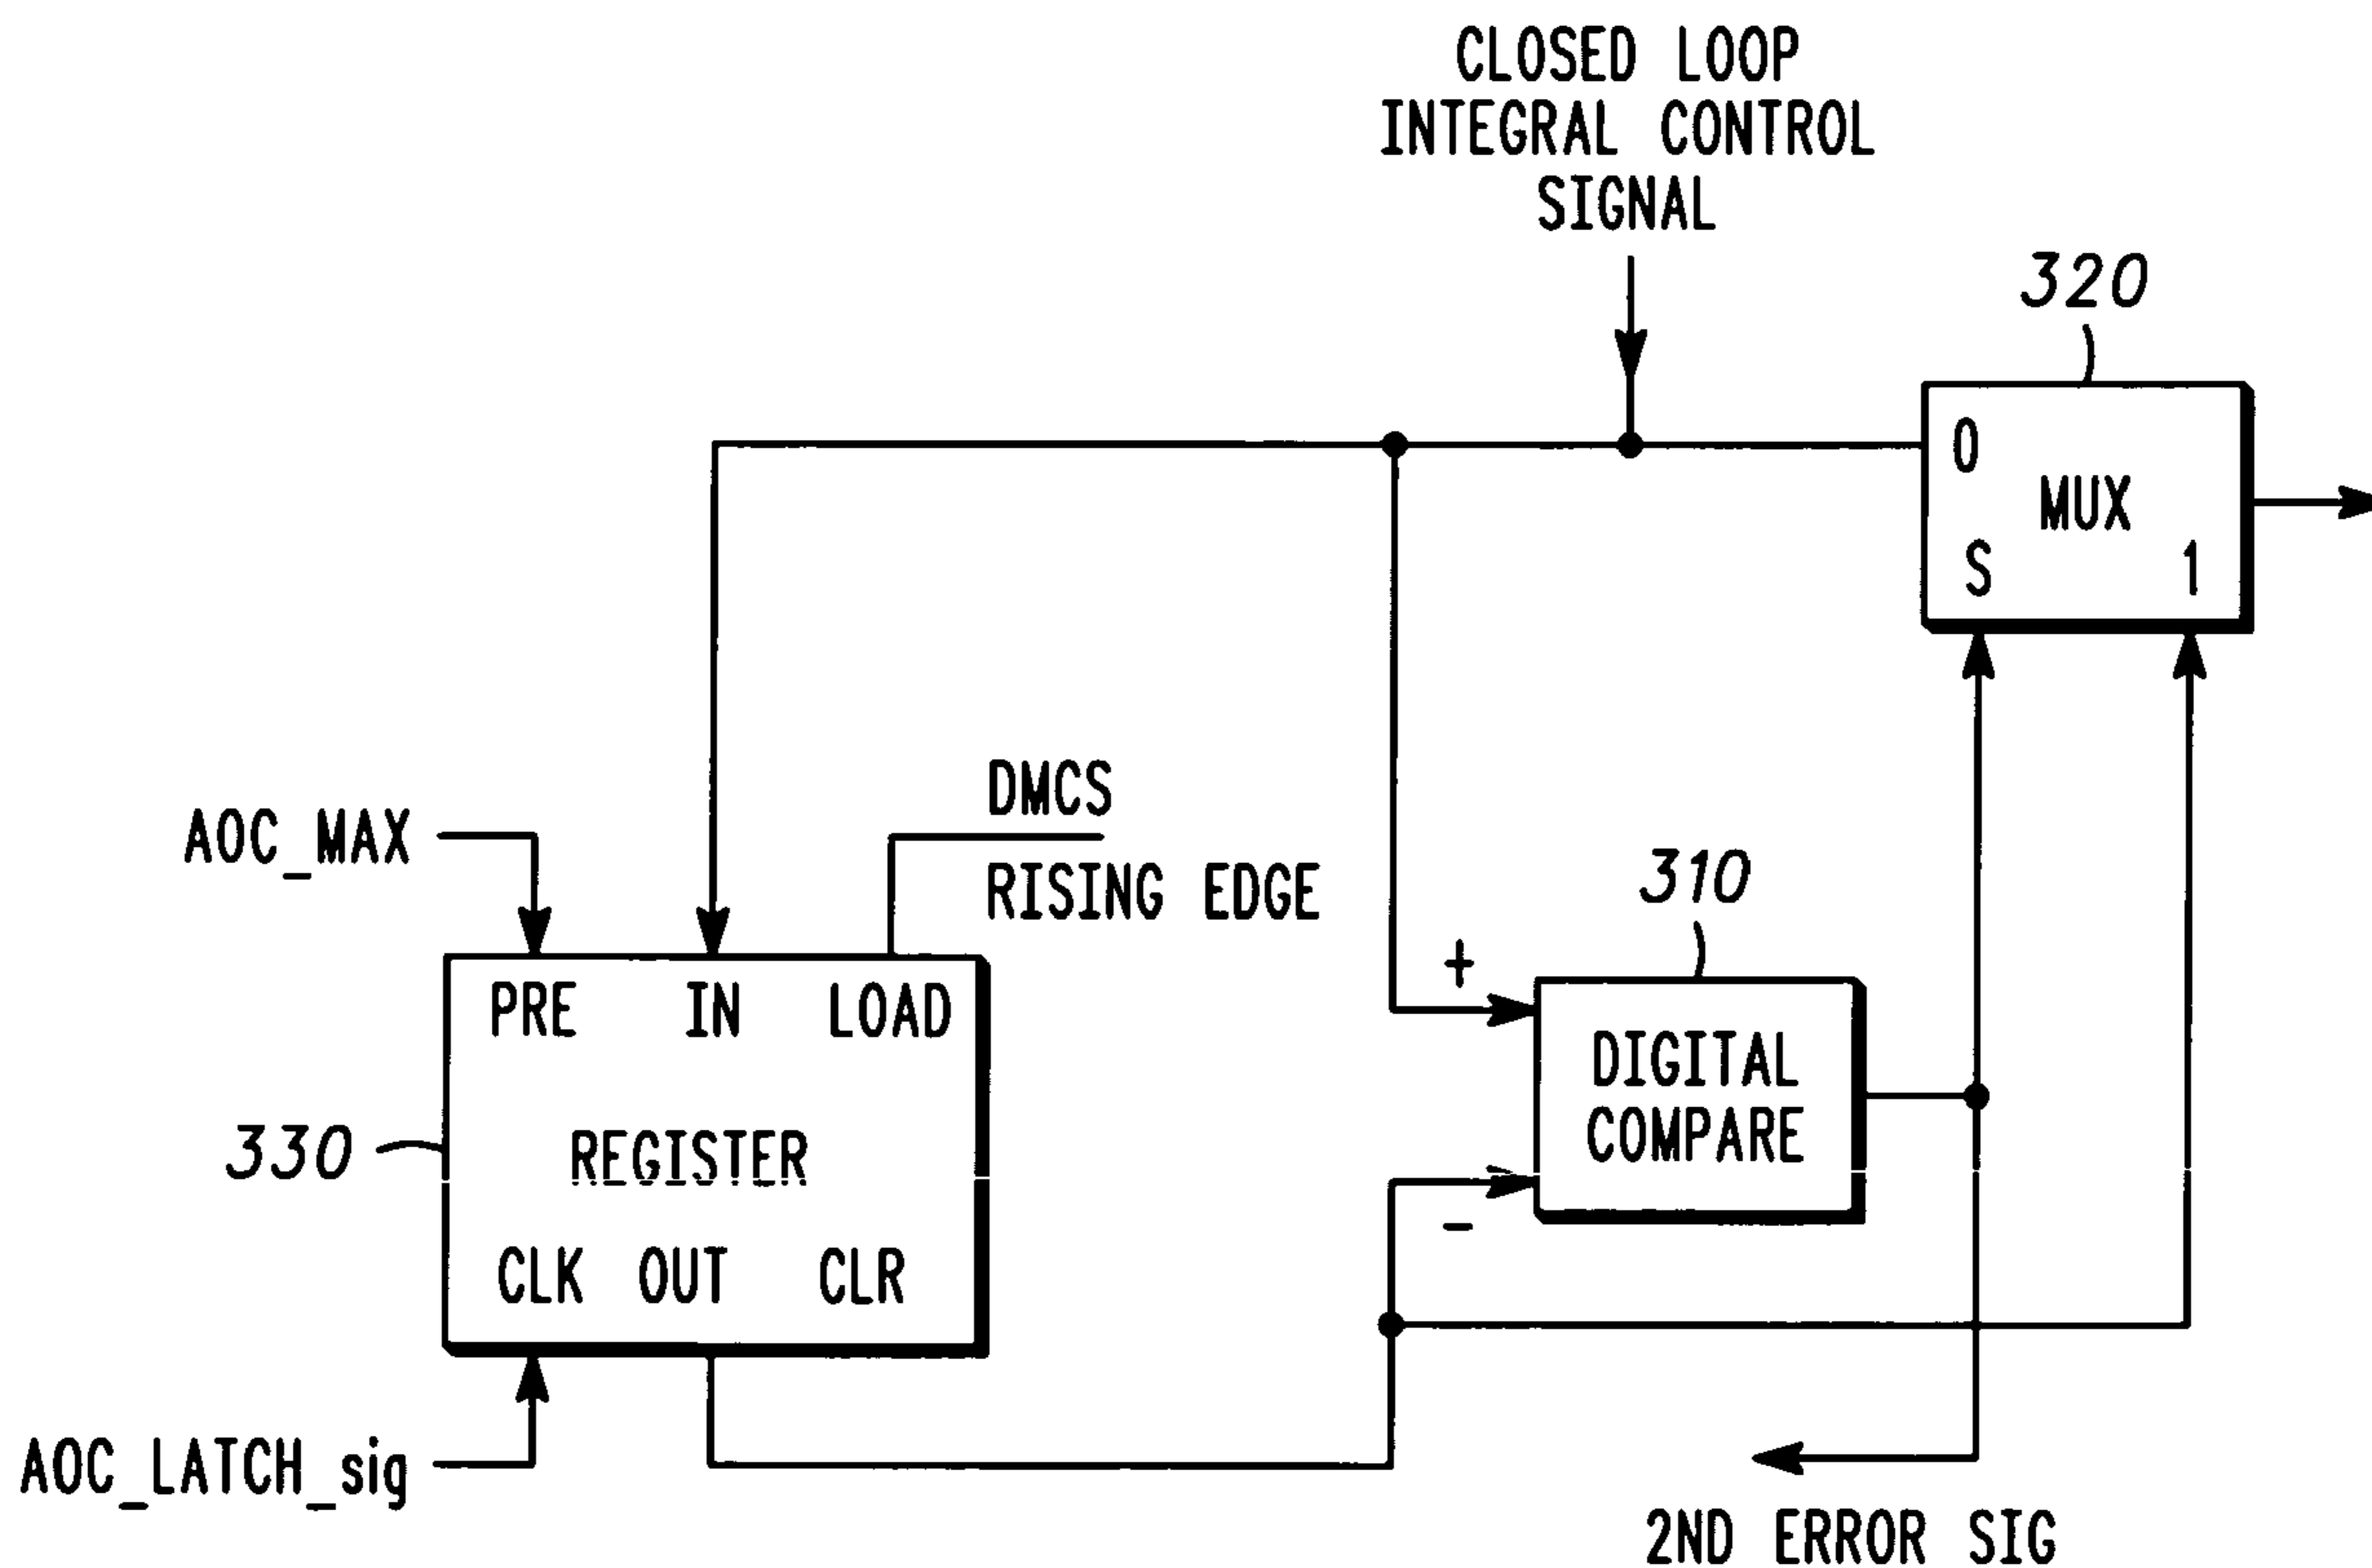 CLOSED LOOP
INTEGRAL CONTROL
SIGNAL
320
0
MUX
S 1
DMCS
RISING EDGE
AOC_MAX
310
+
PRE IN LOAD
DIGITAL
COMPARE
330
REGISTER
-
CLK OUT CLR
AOC_LATCH_sig
2ND ERROR SIG